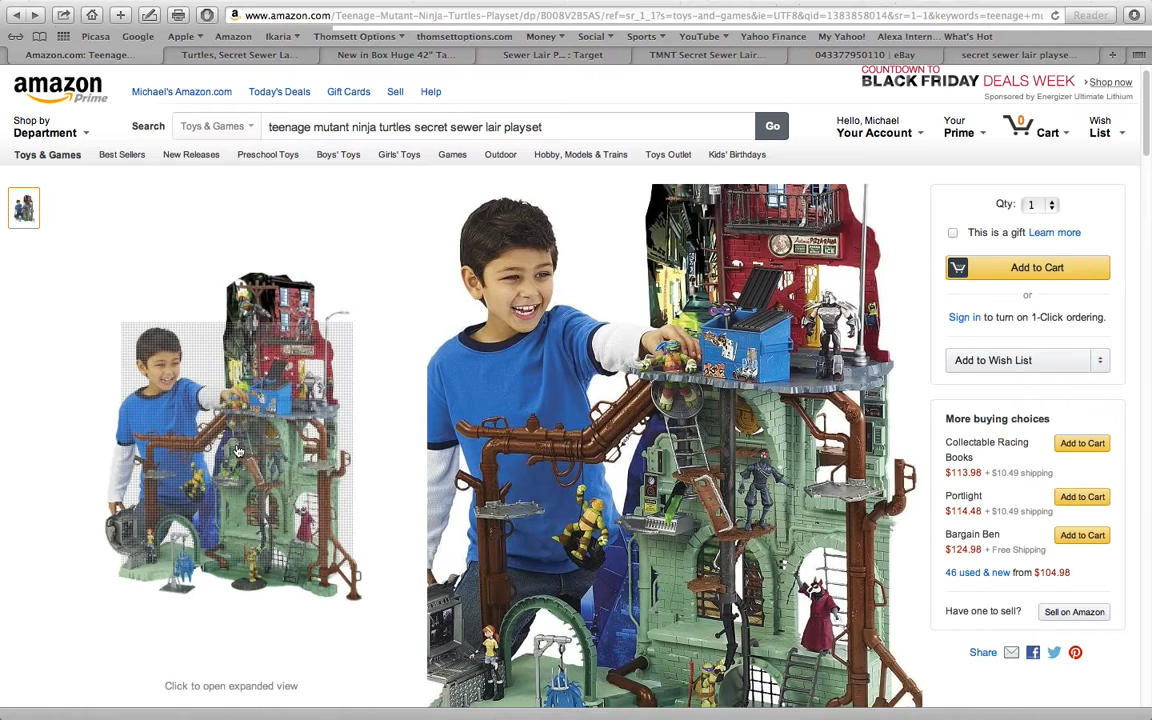 www.amazon.com/Teenage-Mutant-Ninja-Turtles-Playset/dp/B008V2B5AS/ref=sr_1_1?s=toys-and-games&ie=UTF8&qid=1383858014&sr=1-1&keywords=teenage+mu
Reader
Picasa Google Apple Amazon Ikaria Thomsett Options thomsettoptions.com Money Social Sports YouTube Yahoo Finance My Yahoo! Alexa Intern... What's Hot
Amazon.com: Teenage... Turtles, Secret Sewer La... New in Box Huge 42" Ta... Sewer Lair P... : Target TMNT Secret Sewer Lair... 043377950110 | eBay secret sewer lair playse...
amazon Prime
Michael's Amazon.com Today's Deals Gift Cards Sell Help
COUNTDOWN TO
BLACK FRIDAY DEALS WEEK Shop now
Sponsored by Energizer Ultimate Lithium
Shop by
Department
Search Toys & Games teenage mutant ninja turtles secret sewer lair playset Go
Hello, Michael
Your Account
Your
Prime
0
Cart
Wish
List
Toys & Games Best Sellers New Releases Preschool Toys Boys' Toys Girls' Toys Games Outdoor Hobby, Models & Trains Toys Outlet Kids' Birthdays
Qty: 1
This is a gift Learn more
Add to Cart
or
Sign in to turn on 1-Click ordering.
Add to Wish List
More buying choices
Collectable Racing
Books
$113.98 + $10.49 shipping
Add to Cart
Portlight
$114.48 + $10.49 shipping
Add to Cart
Bargain Ben
$124.98 + Free Shipping
Add to Cart
46 used & new from $104.98
Have one to sell? Sell on Amazon
Share
Click to open expanded view